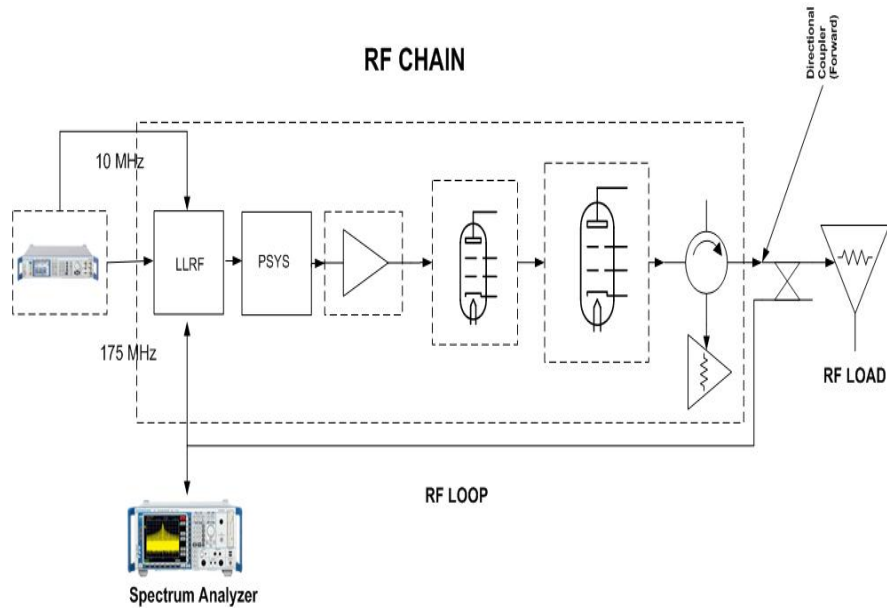 RF CHAIN
Directional
Coupler
(Forward)
10 MHz
LLRF
PSYS
175 MHz
RF LOAD
RF LOOP
Spectrum Analyzer